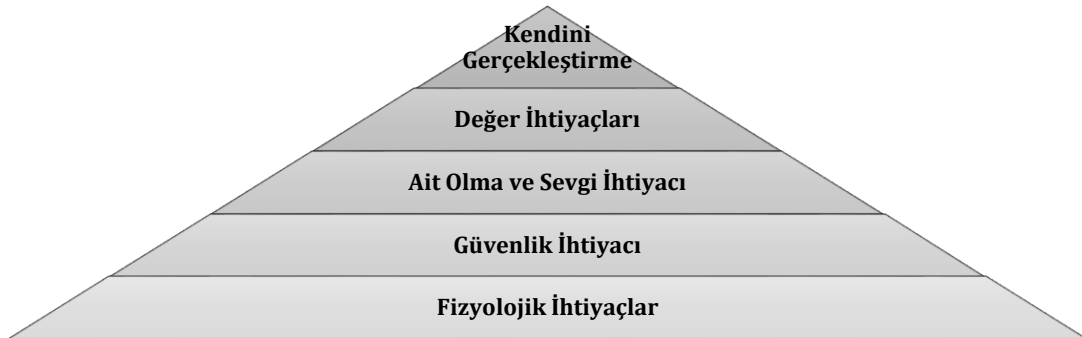 Kendini
Gerçekleştirme
Değer İhtiyaçları
Ait Olma ve Sevgi İhtiyacı
Güvenlik İhtiyacı
Fizyolojik İhtiyaçlar